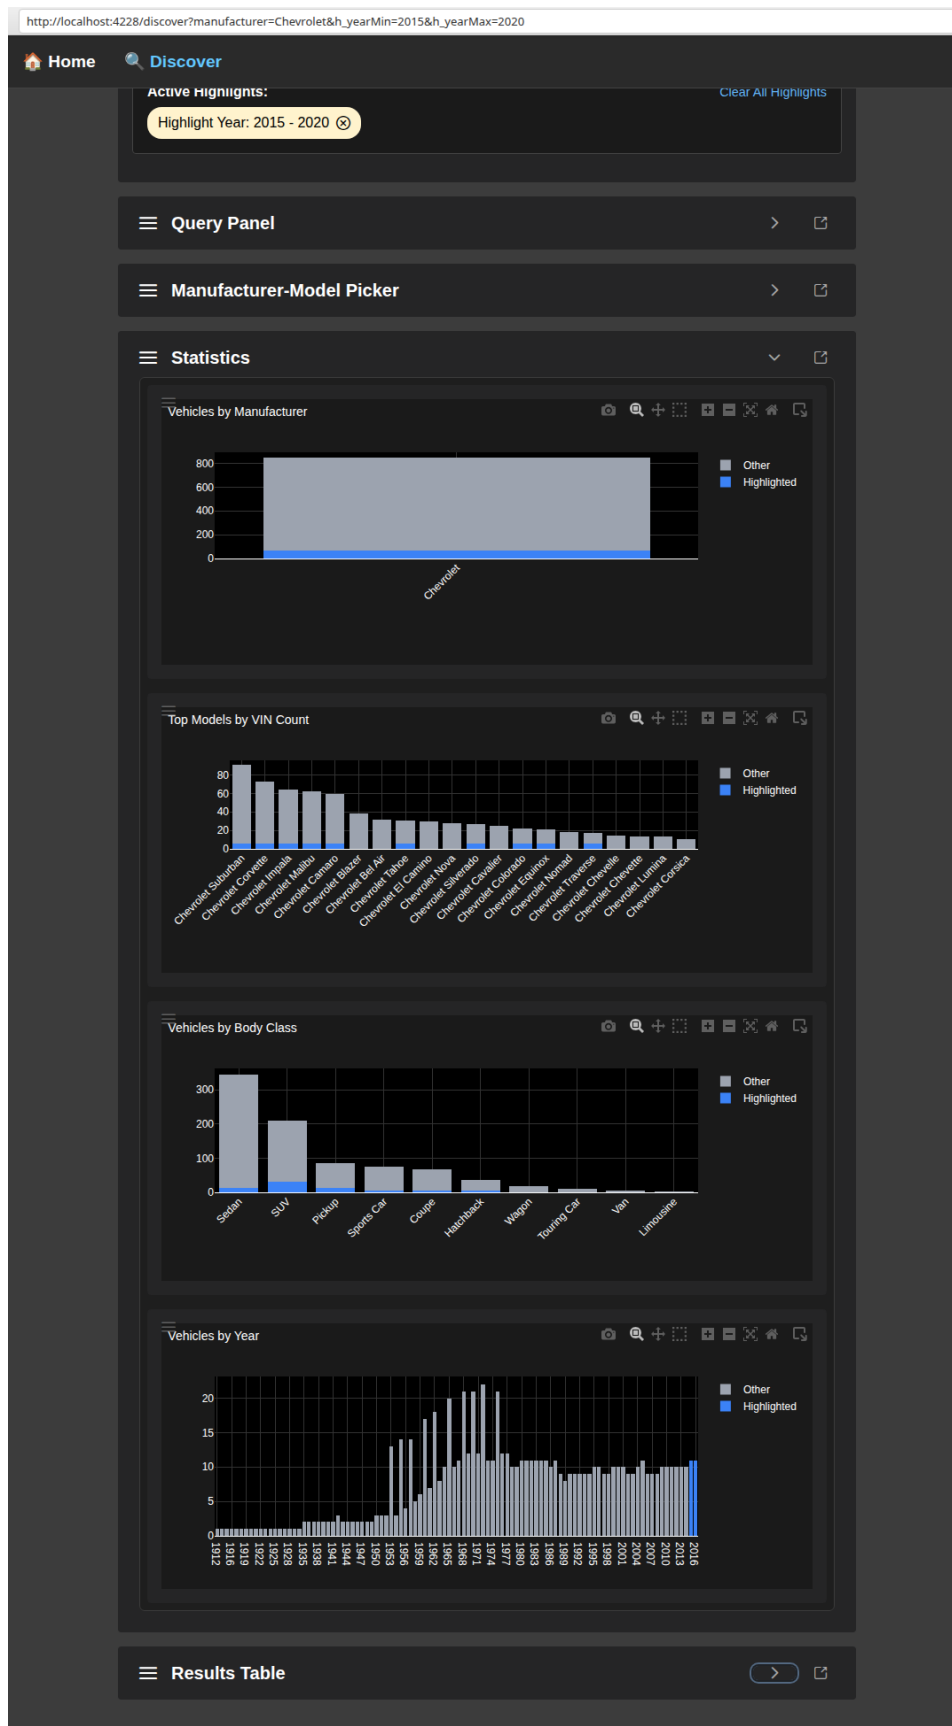 http://localhost:4228/discover?manufacturer=Chevrolet&h_yearMin=2015&h_yearMax=2020
🏠 Home 🔍 Discover
Active Highlights: Clear All Highlights
Highlight Year: 2015 - 2020
Query Panel
Manufacturer-Model Picker
Statistics
Vehicles by Manufacturer
800
600
400
200
0
Chevrolet
Other
Highlighted
Top Models by VIN Count
80
60
40
20
0
Chevrolet Suburban
Chevrolet Corvette
Chevrolet Impala
Chevrolet Malibu
Chevrolet Camaro
Chevrolet Blazer
Chevrolet Bel Air
Chevrolet Tahoe
Chevrolet El Camino
Chevrolet Nova
Chevrolet Silverado
Chevrolet Cavalier
Chevrolet Colorado
Chevrolet Equinox
Chevrolet Nomad
Chevrolet Traverse
Chevrolet Chevelle
Chevrolet Chevette
Chevrolet Lumina
Chevrolet Corsica
Other
Highlighted
Vehicles by Body Class
300
200
100
0
Sedan
SUV
Pickup
Sports Car
Coupe
Hatchback
Wagon
Touring Car
Van
Limousine
Other
Highlighted
Vehicles by Year
20
15
10
5
0
1912
1916
1919
1922
1925
1928
1935
1938
1941
1944
1947
1950
1953
1956
1959
1962
1965
1968
1971
1974
1977
1980
1983
1986
1989
1992
1995
1998
2001
2004
2007
2010
2013
2016
Other
Highlighted
Results Table